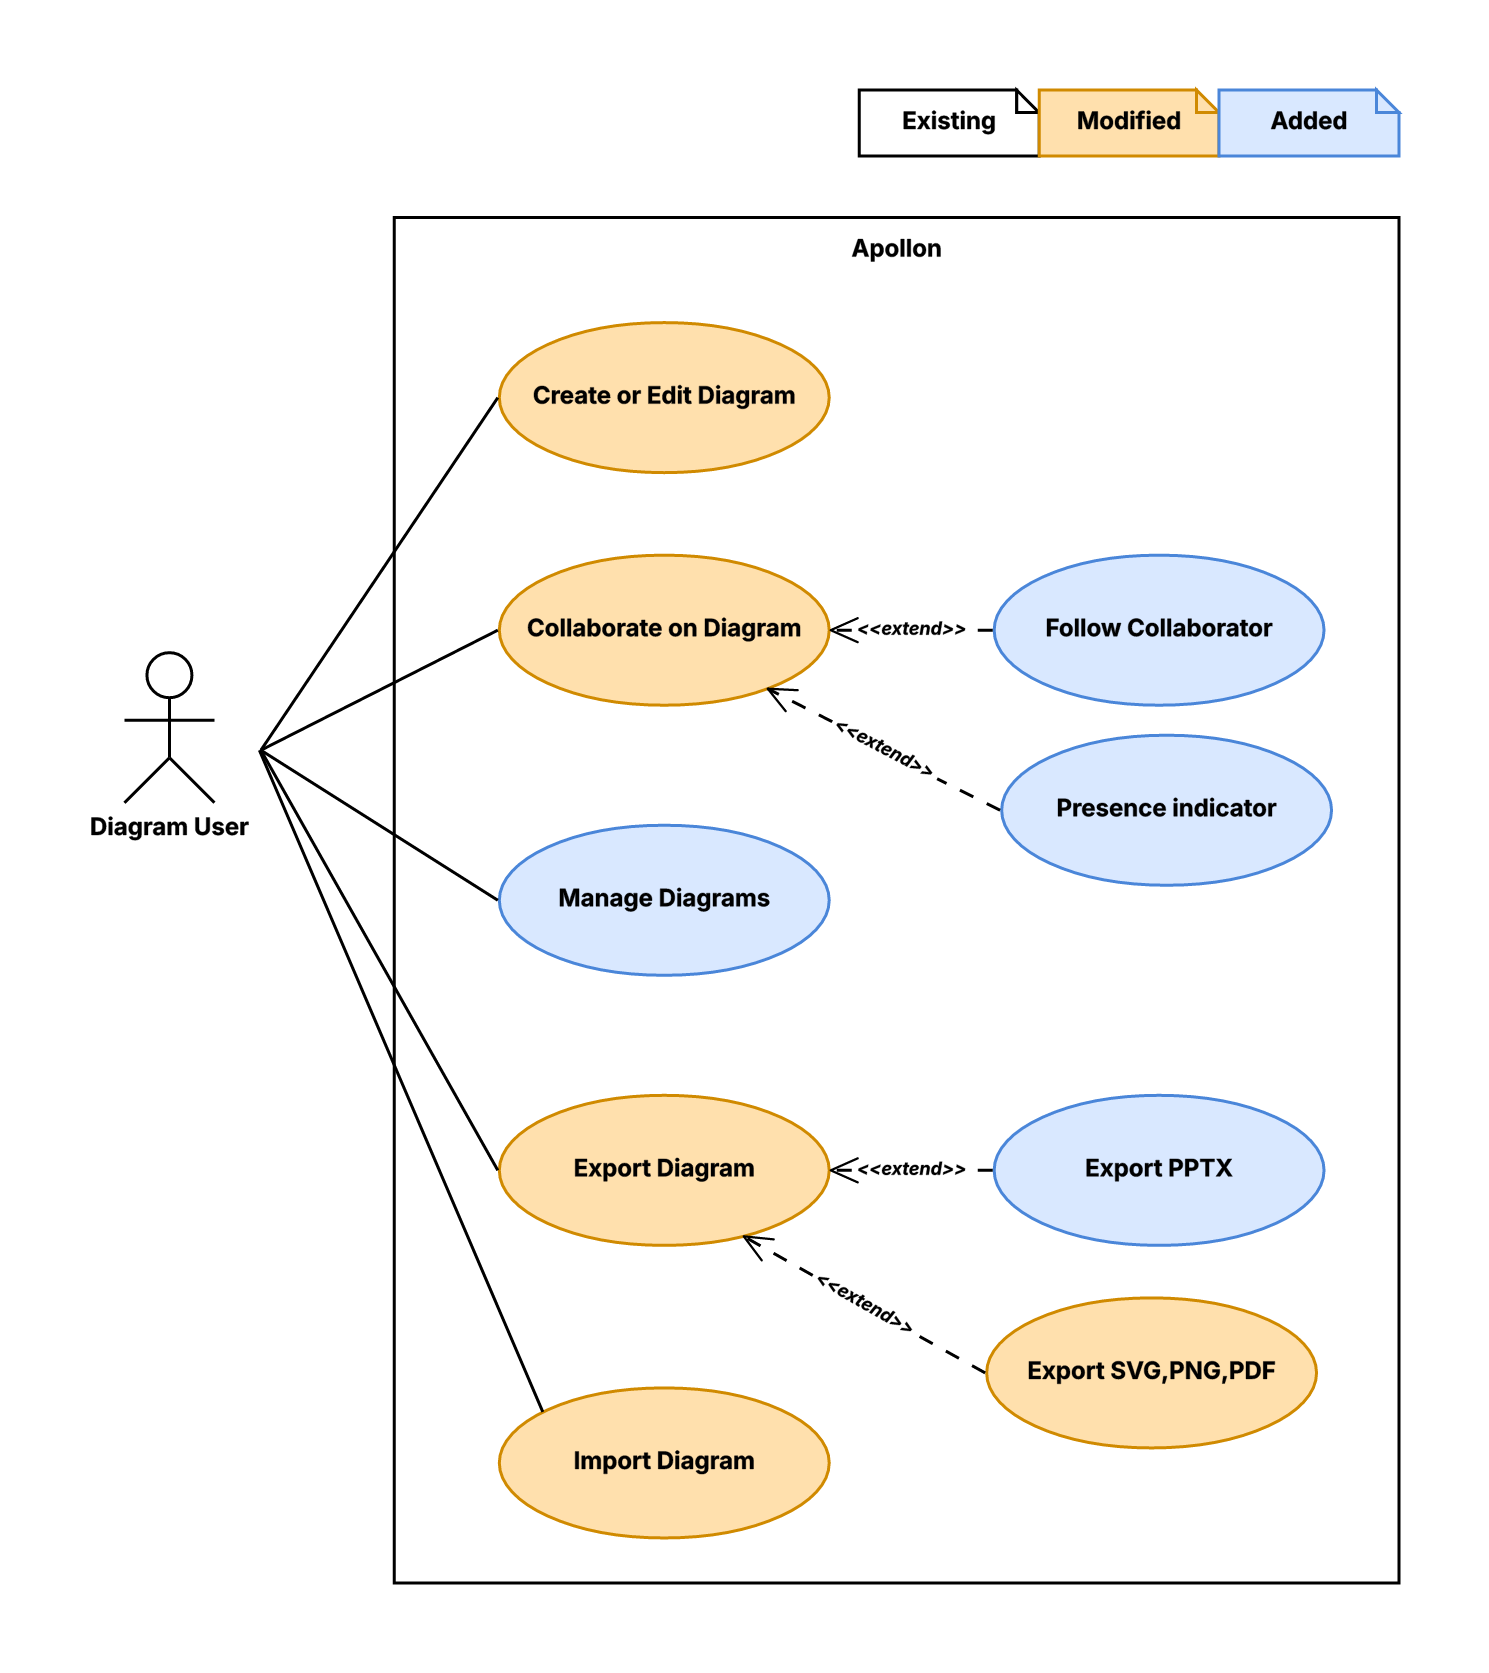 Existing
Modified
Added
Apollon
Create or Edit Diagram
Collaborate on Diagram
<<extend>>
Follow Collaborator
<<extend>>
Presence indicator
Diagram User
Manage Diagrams
Export Diagram
<<extend>>
Export PPTX
<<extend>>
Export SVG,PNG,PDF
Import Diagram